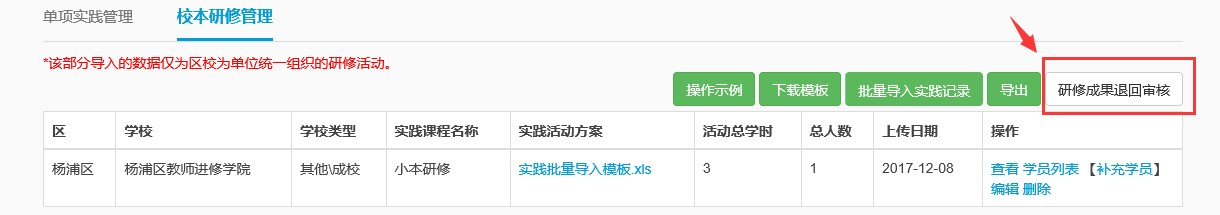 单项实践管理 校本研修管理
*该部分导入的数据仅为区校为单位统一组织的研修活动。
操作示例 下载模板 批量导入实践记录 导出 研修成果退回审核
区 学校 学校类型 实践课程名称 实践活动方案 活动总学时 总人数 上传日期 操作
杨浦区 杨浦区教师进修学院 其他\成校 小本研修 实践批量导入模板.xls 3 1 2017-12-08 查看 学员列表 【补充学员】
编辑 删除